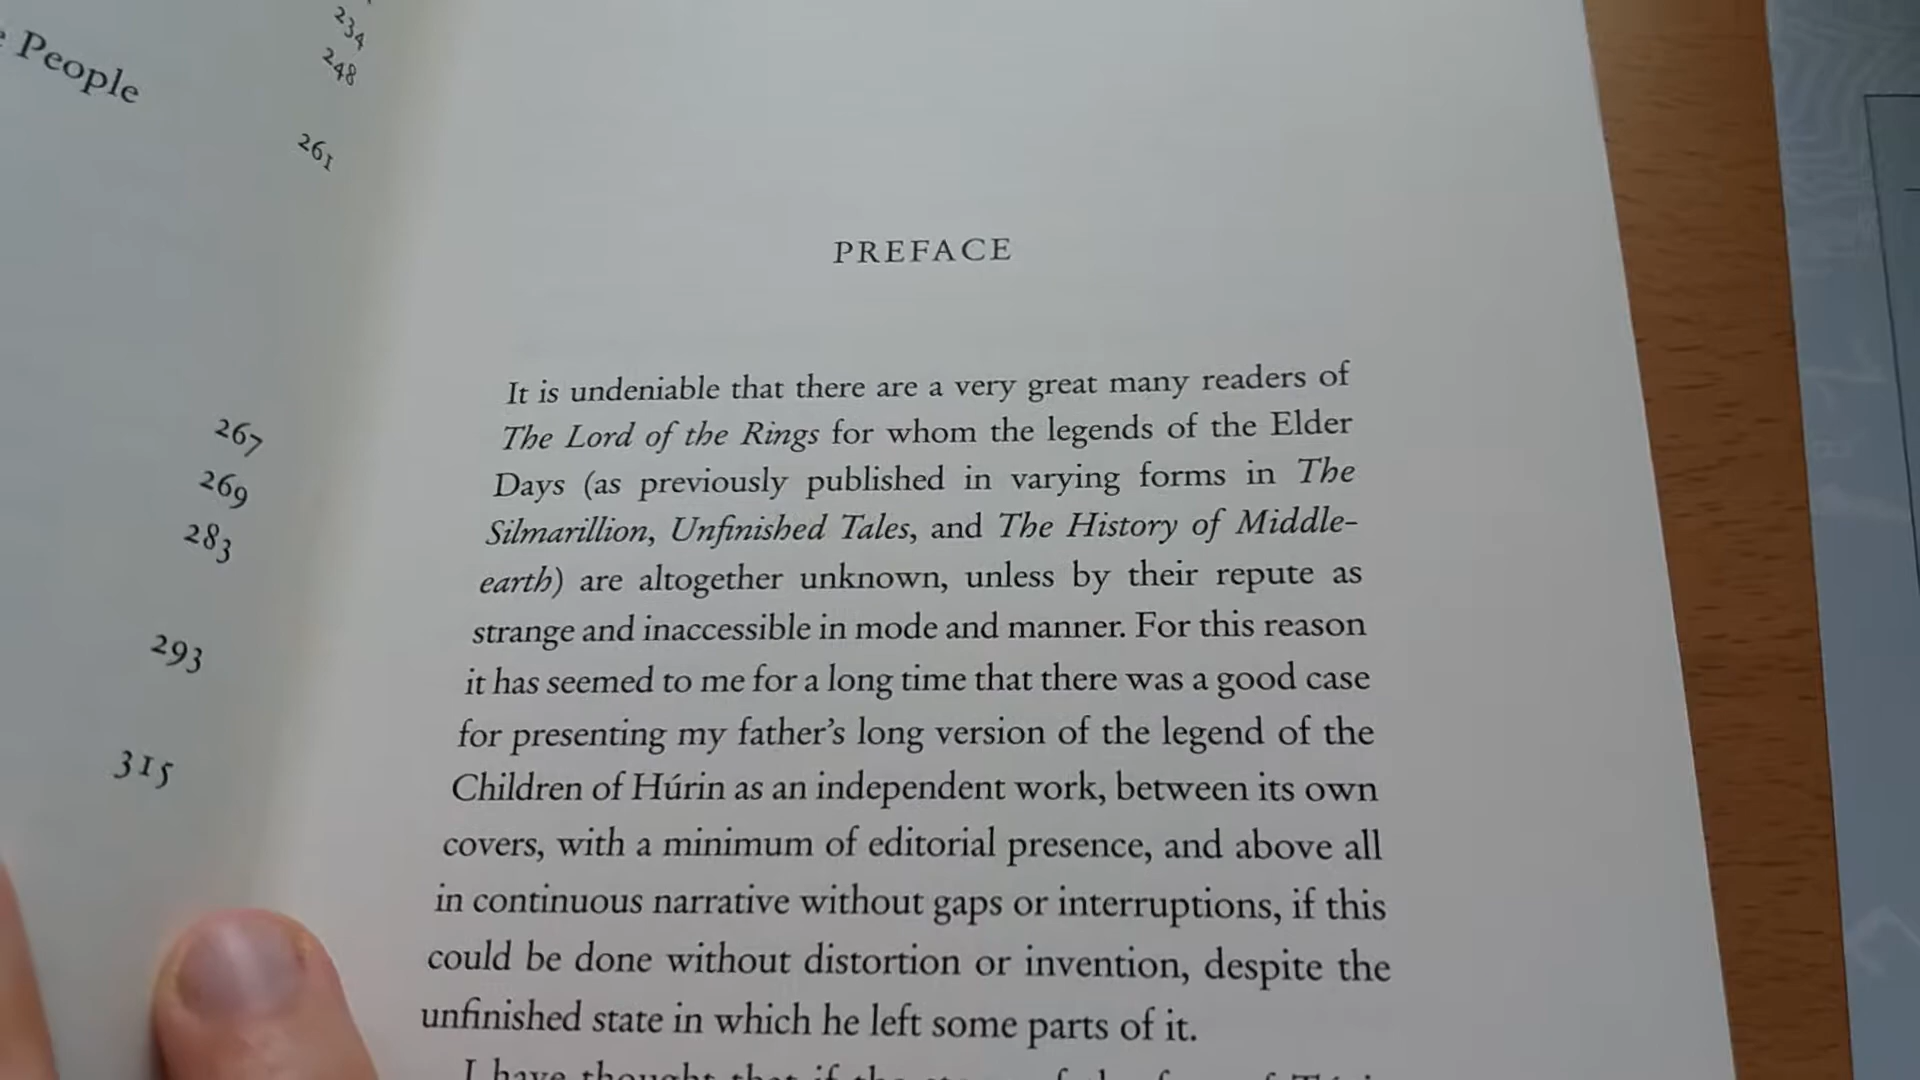 People
234
248
261
267
269
283
293
315
PREFACE
It is undeniable that there are a very great many readers of
The Lord of the Rings for whom the legends of the Elder
Days (as previously published in varying forms in The
Silmarillion, Unfinished Tales, and The History of Middle-
earth) are altogether unknown, unless by their repute as
strange and inaccessible in mode and manner. For this reason
it has seemed to me for a long time that there was a good case
for presenting my father’s long version of the legend of the
Children of Húrin as an independent work, between its own
covers, with a minimum of editorial presence, and above all
in continuous narrative without gaps or interruptions, if this
could be done without distortion or invention, despite the
unfinished state in which he left some parts of it.
I have thought that if the